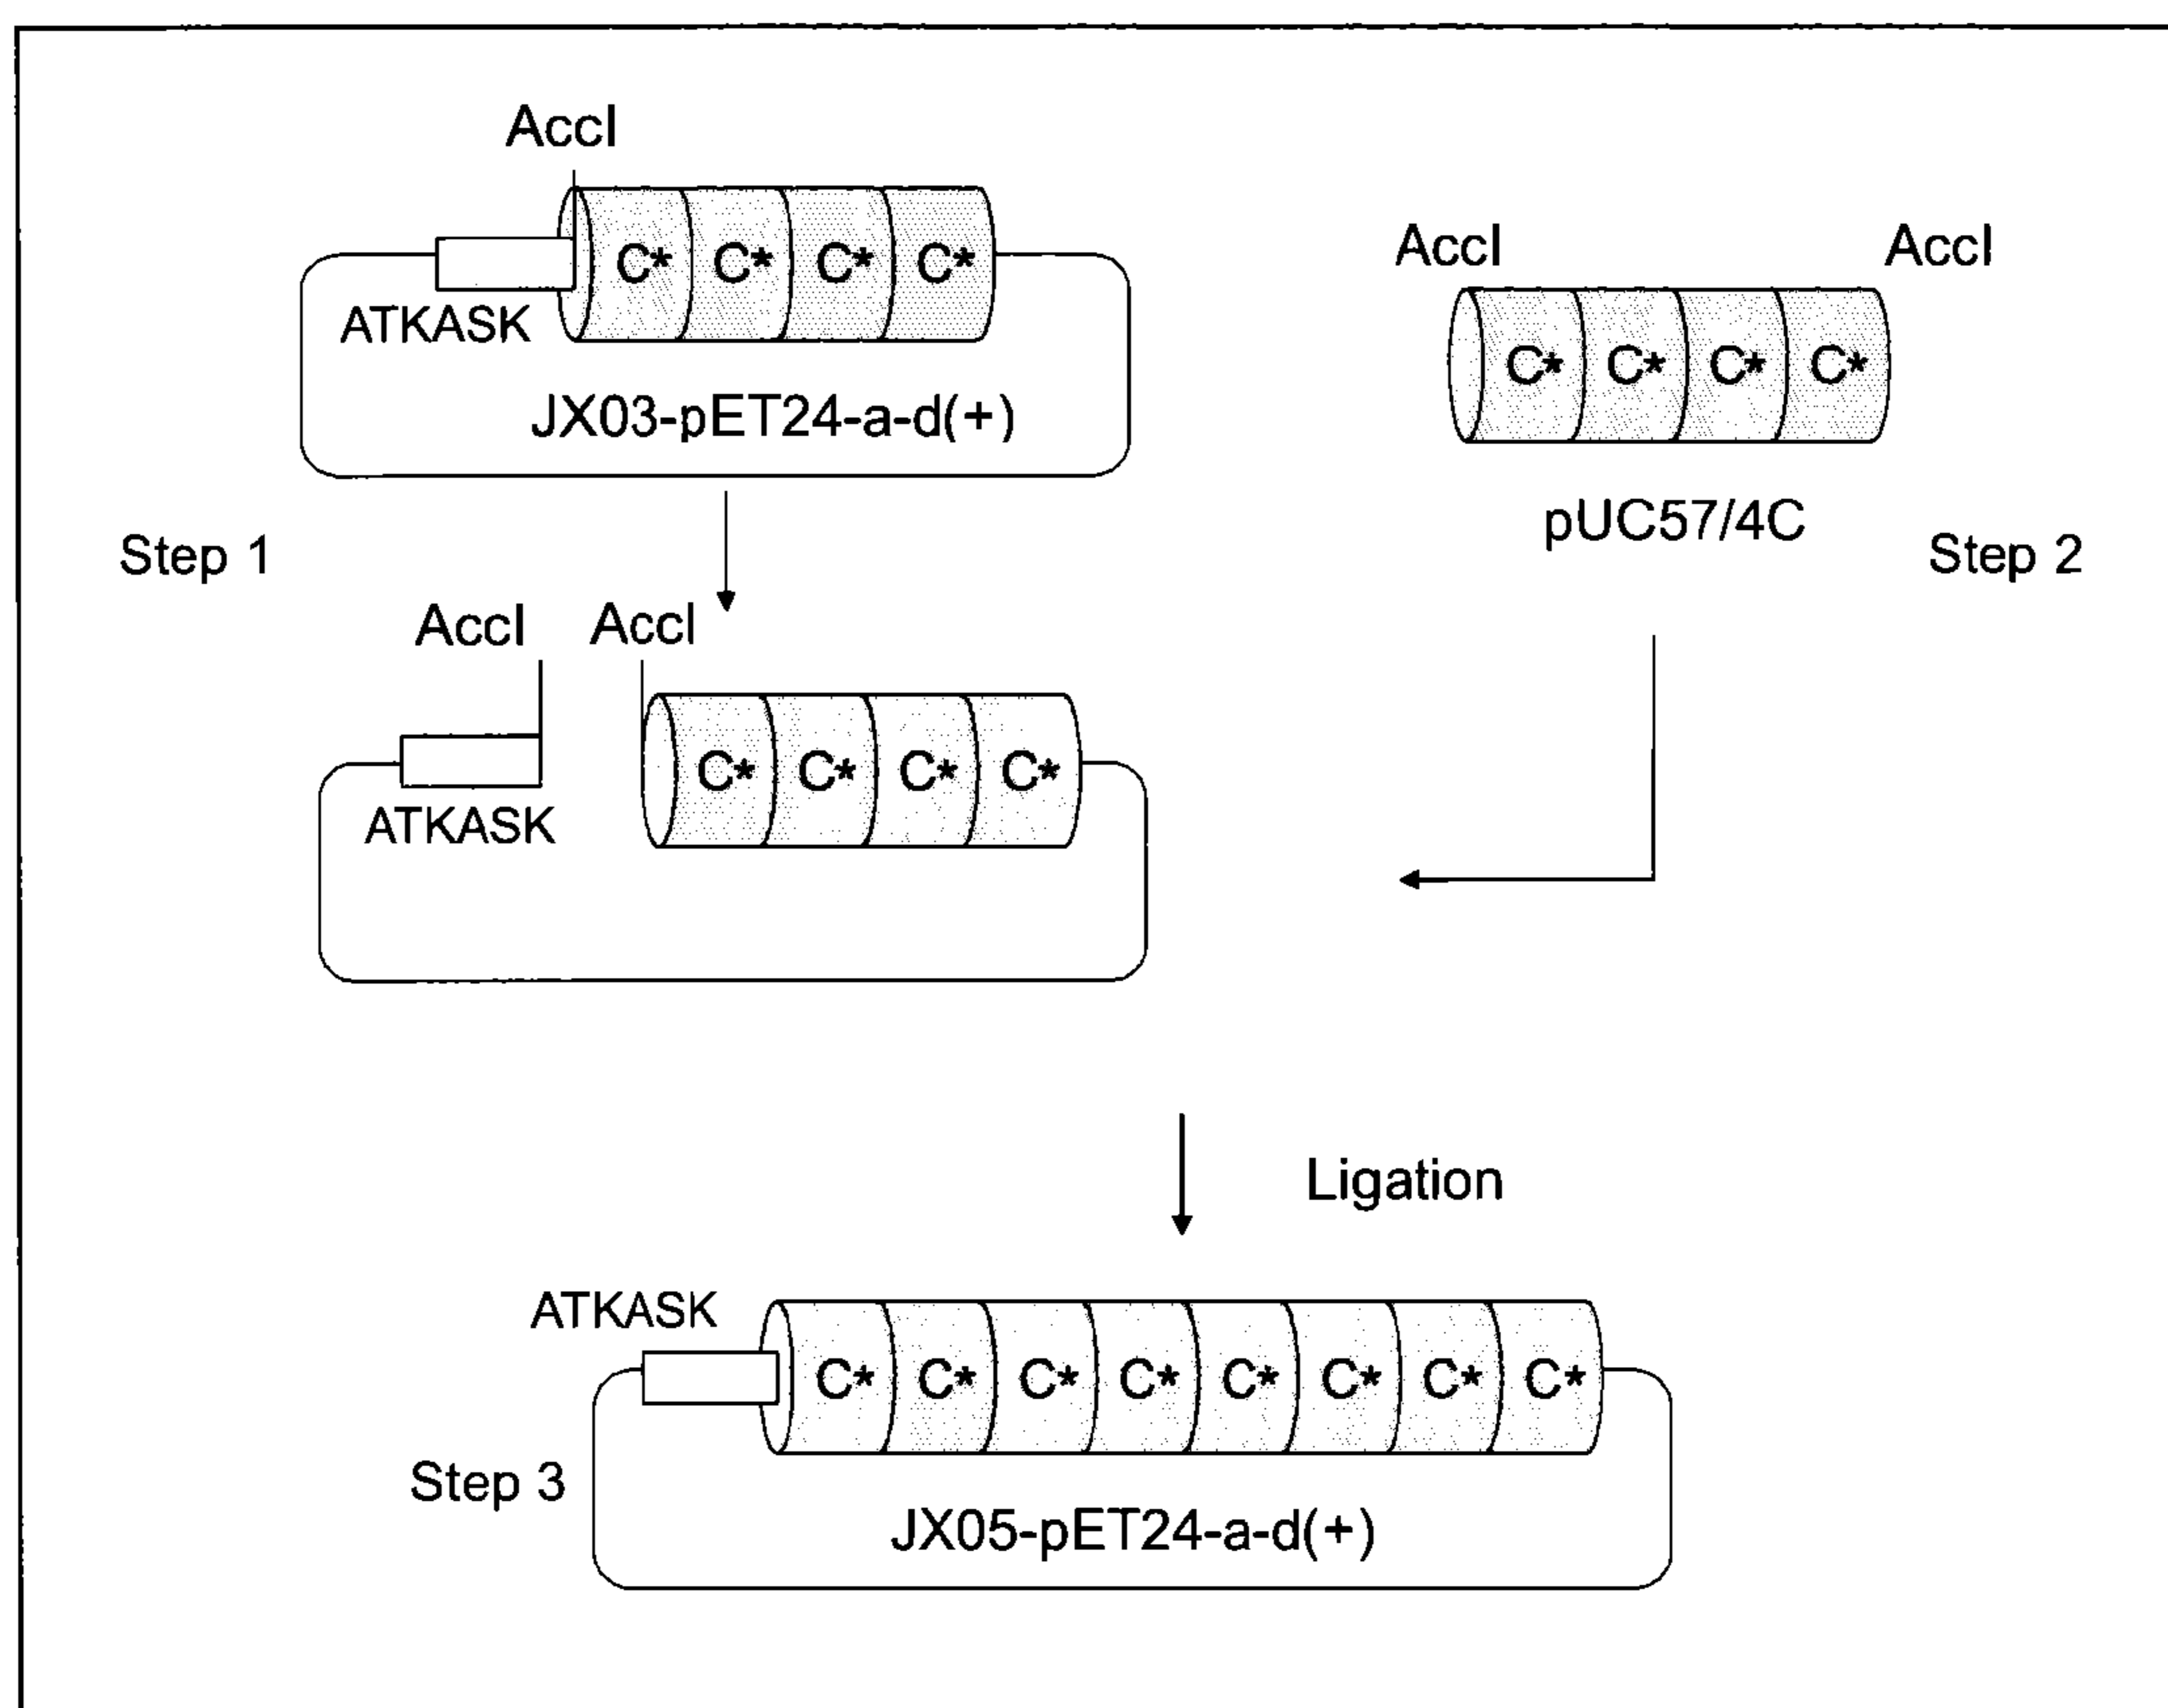 AccI
C* C* C* C*
ATKASK
JX03-pET24-a-d(+)
AccI AccI
C* C* C* C*
pUC57/4C
Step 1
Step 2
AccI AccI
C* C* C* C*
ATKASK
Ligation
ATKASK
C* C* C* C* C* C* C* C*
Step 3
JX05-pET24-a-d(+)